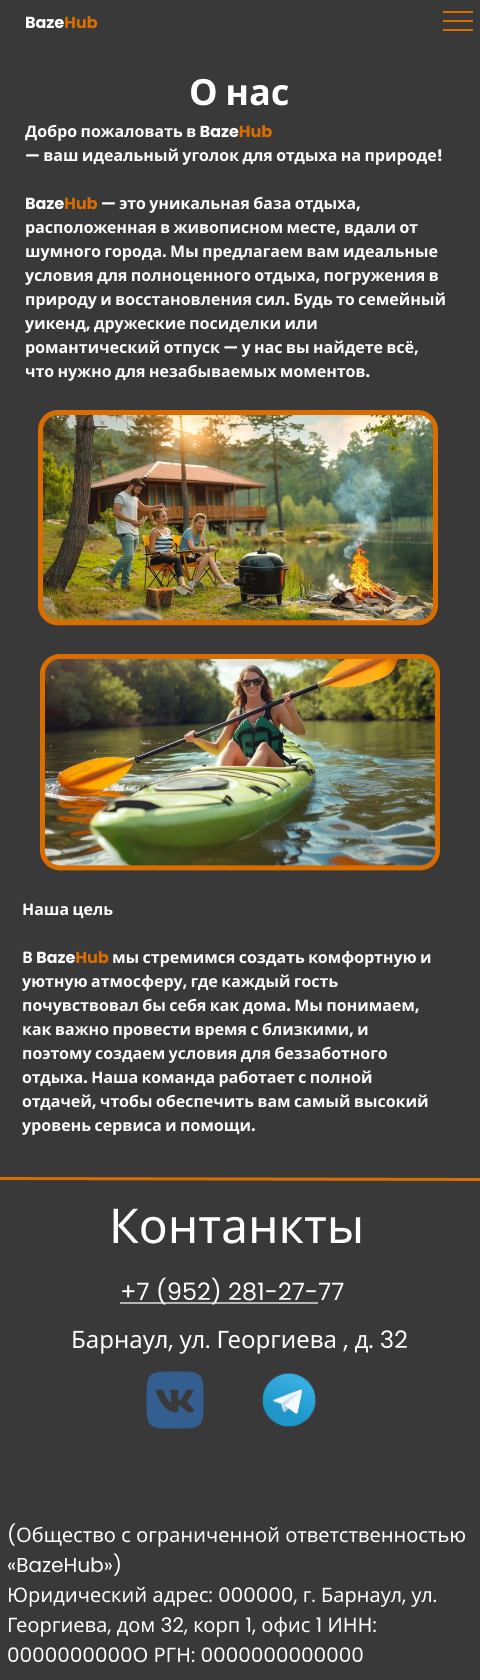 BazeHub
О нас
Добро пожаловать в BazeHub
— ваш идеальный уголок для отдыха на природе!
BazeHub — это уникальная база отдыха,
расположенная в живописном месте, вдали от
шумного города. Мы предлагаем вам идеальные
условия для полноценного отдыха, погружения в
природу и восстановления сил. Будь то семейный
уикенд, дружеские посиделки или
романтический отпуск — у нас вы найдете всё,
что нужно для незабываемых моментов.
Наша цель
В BazeHub мы стремимся создать комфортную и
уютную атмосферу, где каждый гость
почувствовал бы себя как дома. Мы понимаем,
как важно провести время с близкими, и
поэтому создаем условия для беззаботного
отдыха. Наша команда работает с полной
отдачей, чтобы обеспечить вам самый высокий
уровень сервиса и помощи.
Контанкты
+7 (952) 281-27-77
Барнаул, ул. Георгиева , д. 32
(Общество с ограниченной ответственностью
«BazeHub»)
Юридический адрес: 000000, г. Барнаул, ул.
Георгиева, дом 32, корп 1, офис 1 ИНН:
0000000000О РГН: 0000000000000